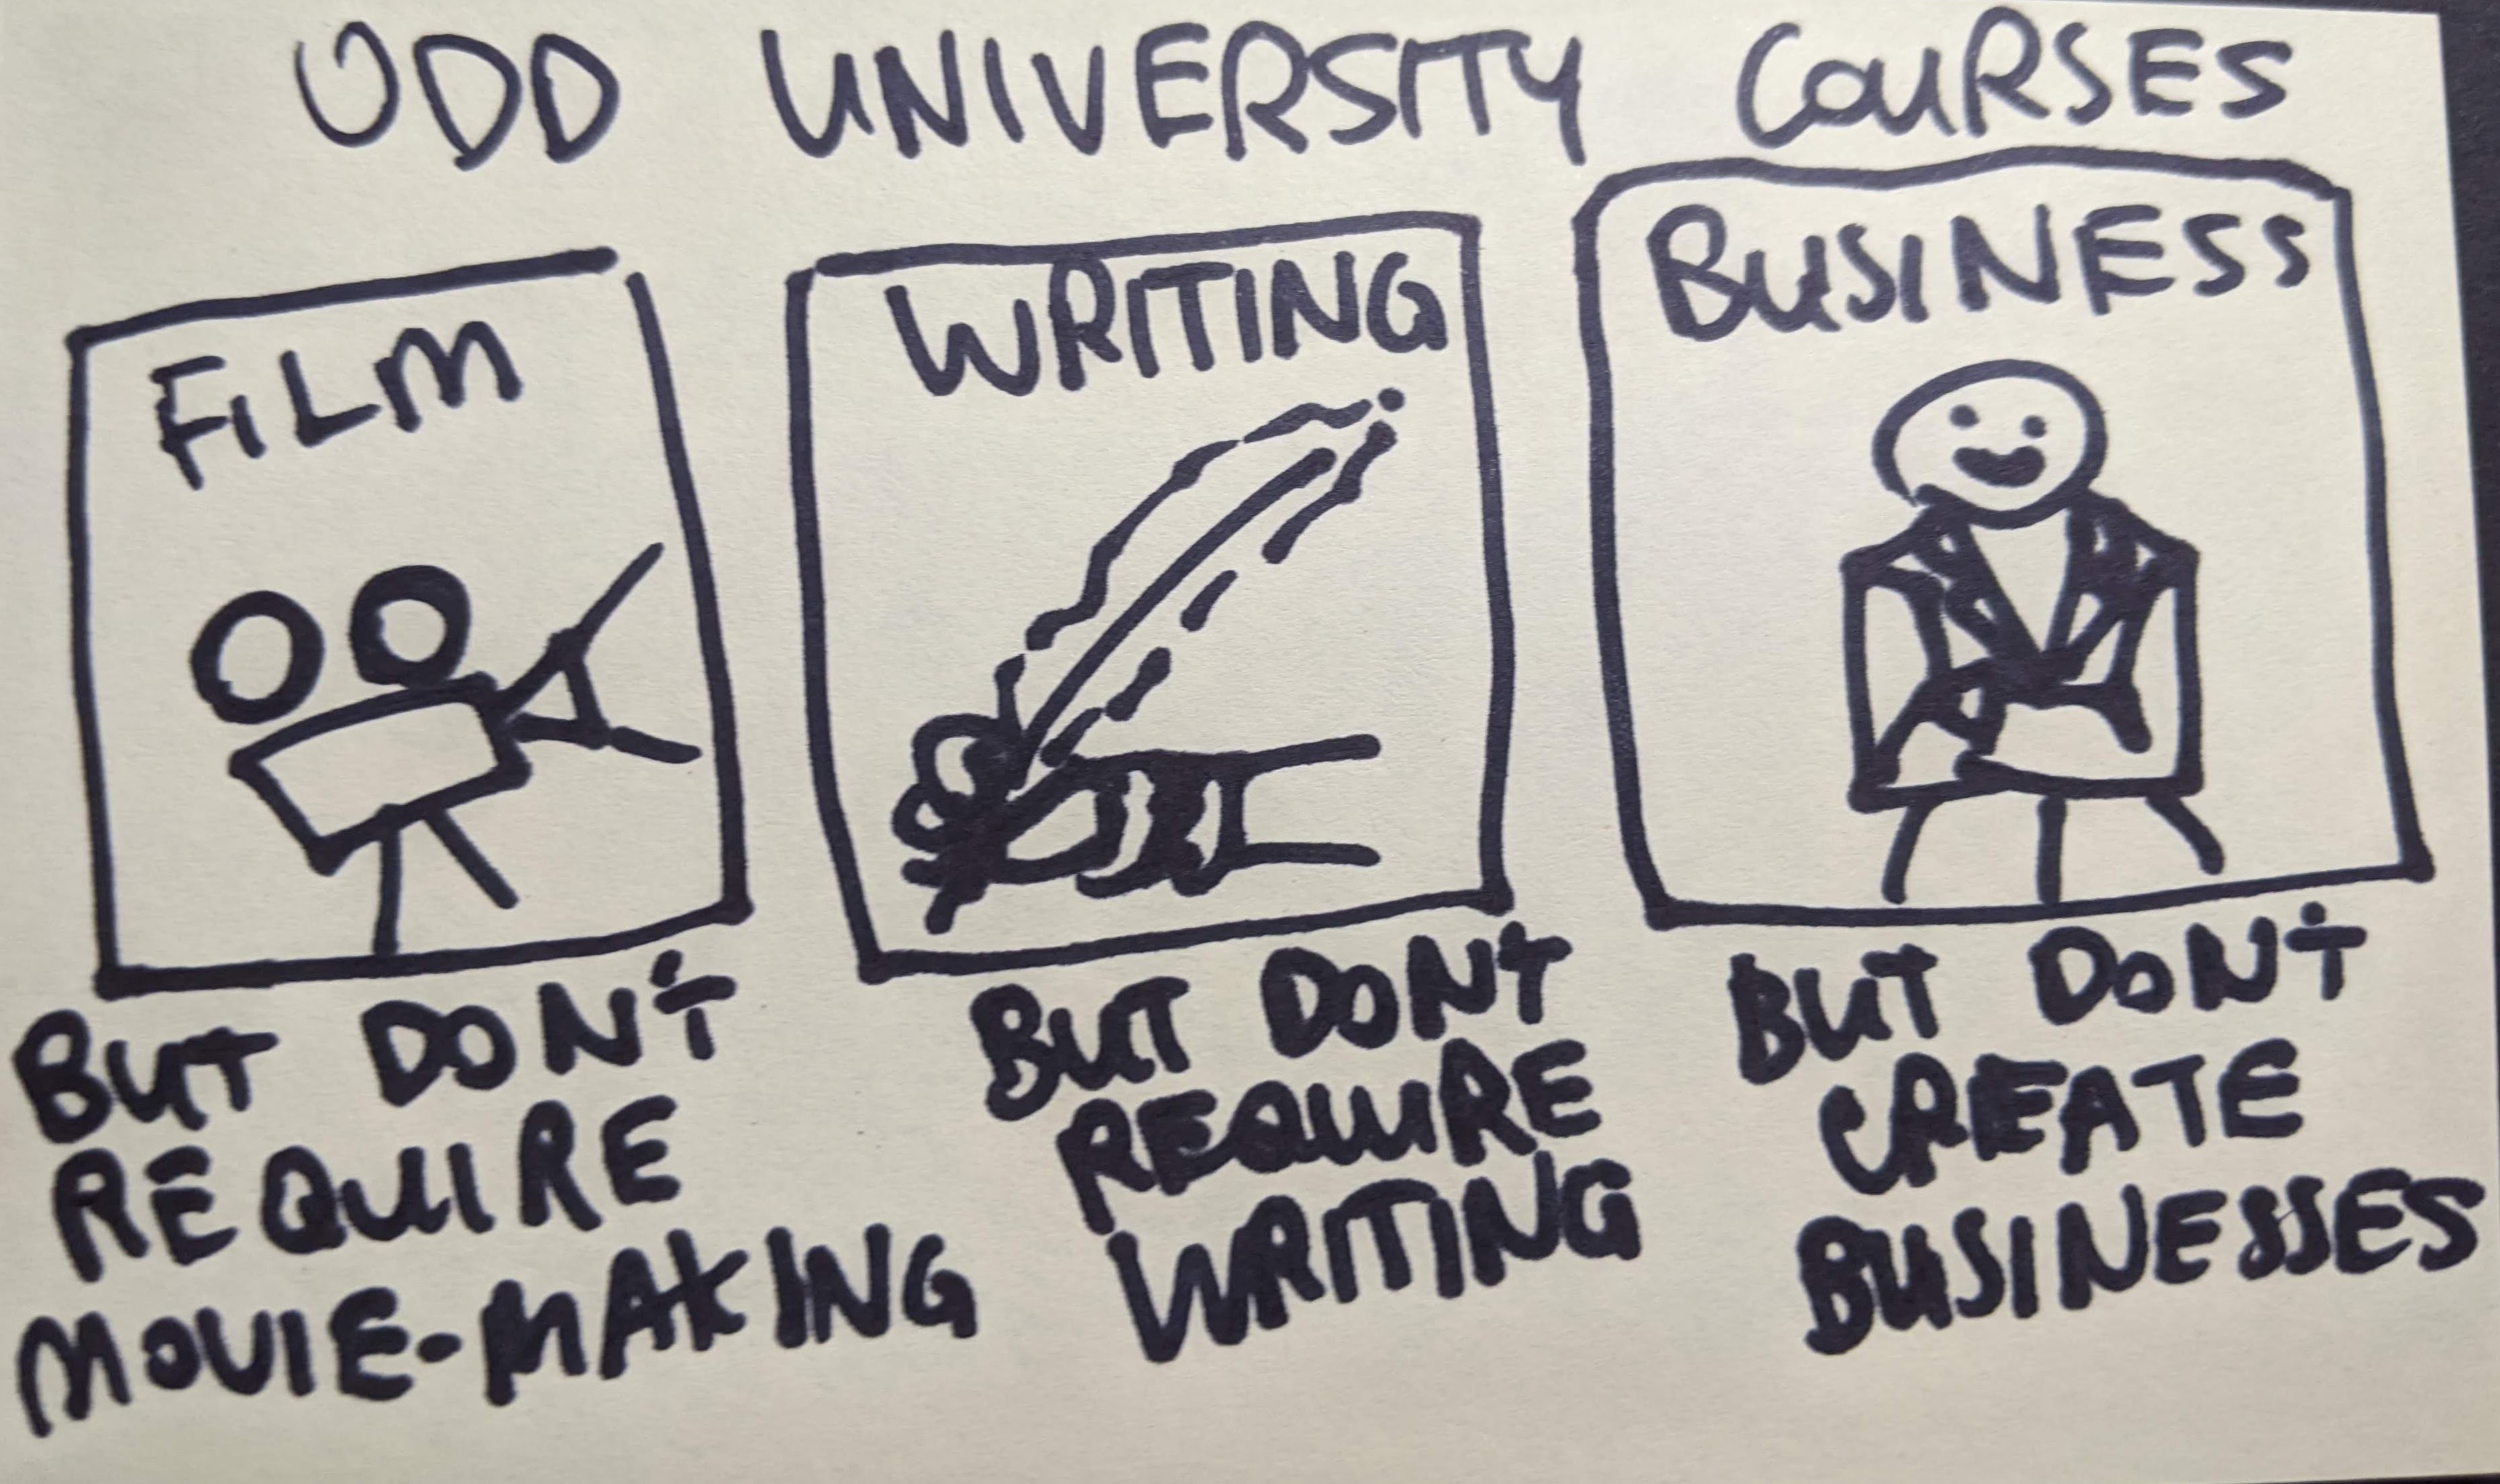 ODD UNIVERSITY COURSES
FiLM
BUT DON't
REQUIRE
MOVIE-MAKING
WRITING
BUT DON't
REQUIRE
WRITING
BUSINESS
BUT DON't
CREATE
BUSINESSES